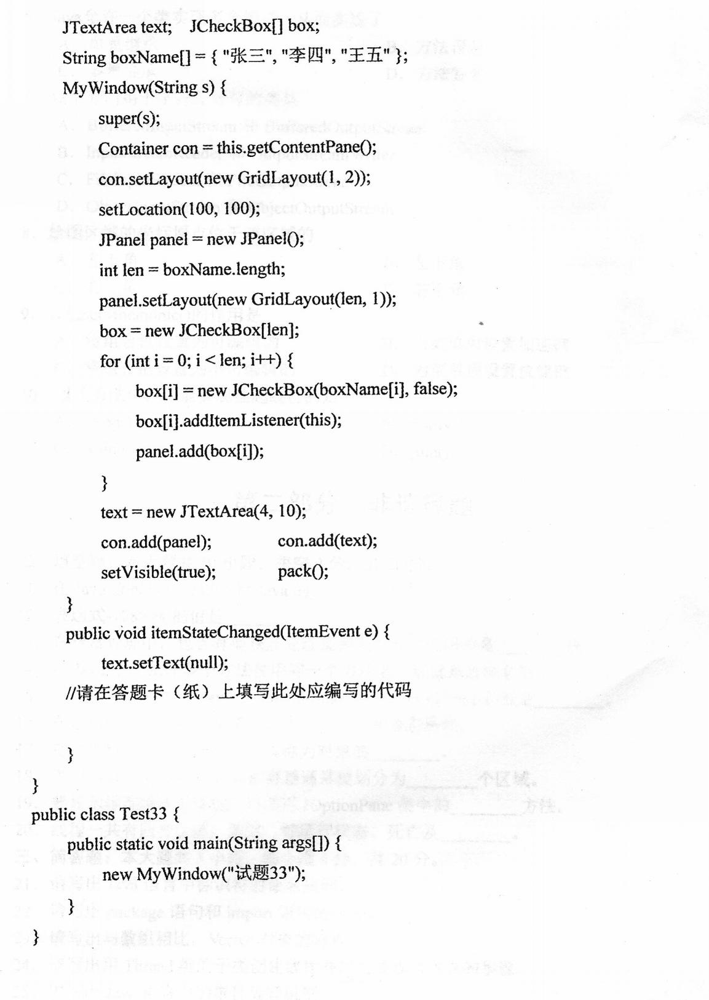 JTextArea text; JCheckBox[] box;
String boxName[] = { "张三", "李四", "王五" };
MyWindow(String s) {
super(s);
Container con = this.getContentPane();
con.setLayout(new GridLayout(1, 2));
setLocation(100, 100);
JPanel panel = new JPanel();
int len = boxName.length;
panel.setLayout(new GridLayout(len, 1));
box = new JCheckBox[len];
for (int i = 0; i < len; i++) {
box[i] = new JCheckBox(boxName[i], false);
box[i].addItemListener(this);
panel.add(box[i]);
}
text = new JTextArea(4, 10);
con.add(panel); con.add(text);
setVisible(true); pack();
}
public void itemStateChanged(ItemEvent e) {
text.setText(null);
//请在答题卡（纸）上填写此处应编写的代码
}
}
public class Test33 {
public static void main(String args[]) {
new MyWindow("试题33");
}
}